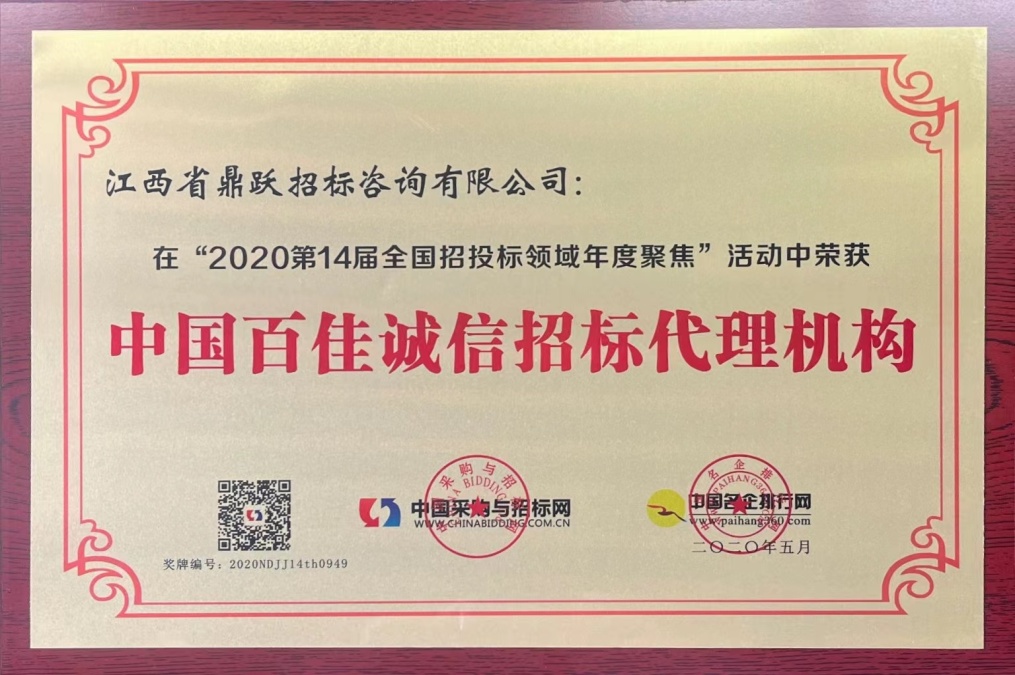 江西省鼎跃招标咨询有限公司：
在“2020第14届全国招投标领域年度聚焦”活动中荣获
中国百佳诚信招标代理机构
中国采购与招标网
WWW.CHINABIDDING.COM.CN
中国名企排行网
www.paihang360.com
二〇二〇年五月
奖牌编号：2020NDJJ14th0949